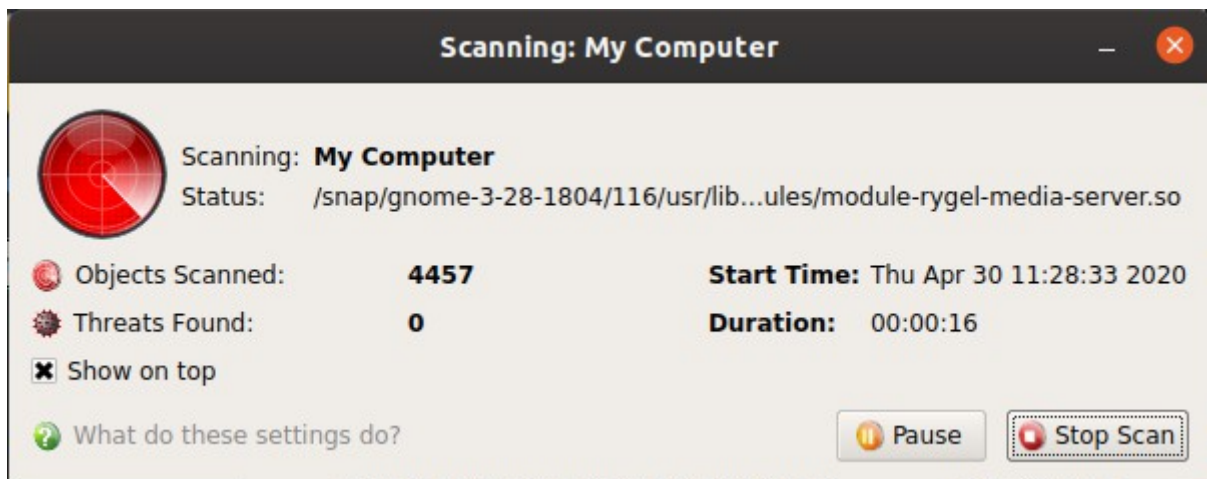 Scanning: My Computer
Scanning: My Computer
Status: /snap/gnome-3-28-1804/116/usr/lib...ules/module-rygel-media-server.so
Objects Scanned: 4457 Start Time: Thu Apr 30 11:28:33 2020
Threats Found: 0 Duration: 00:00:16
Show on top
What do these settings do? Pause Stop Scan